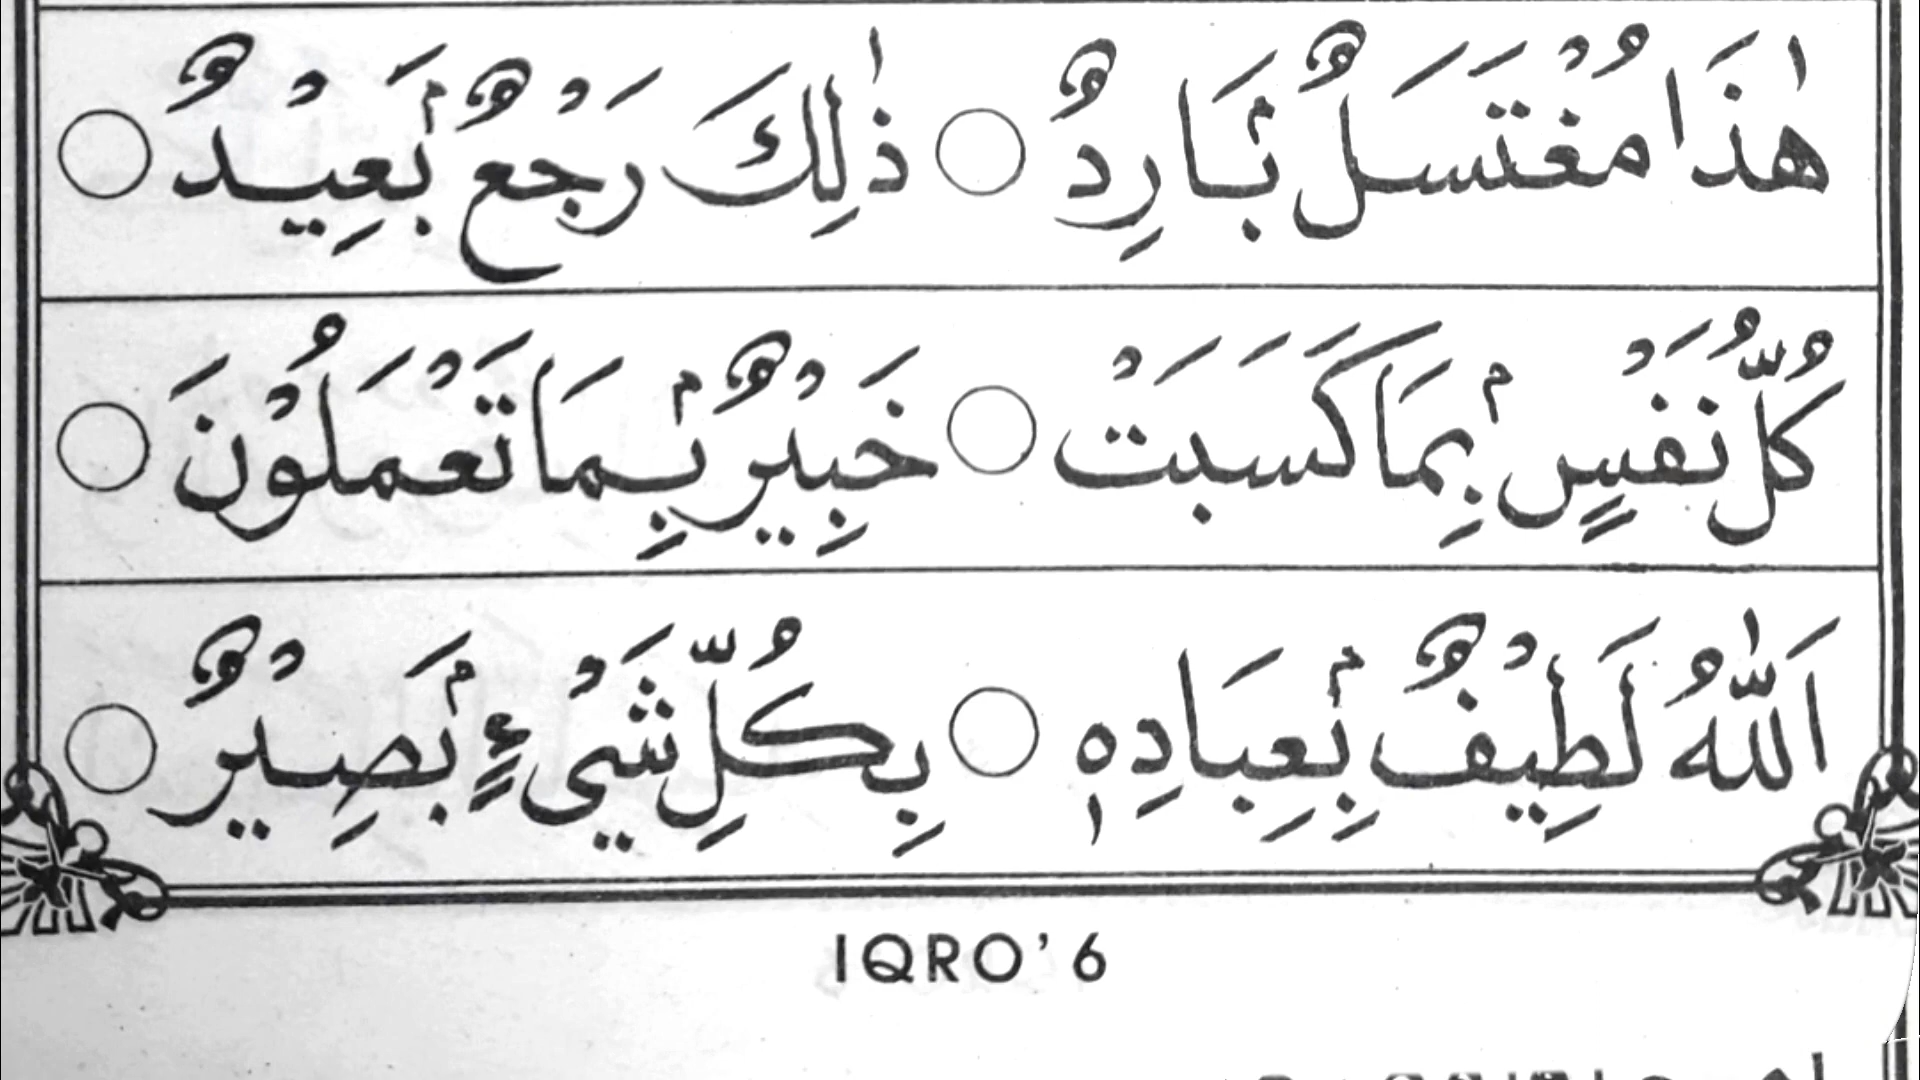 هٰذَا مُغْتَسَلٌ ۢ بَارِدٌ ○ ذٰلِكَ رَجْعٌ ۢ بَعِيْدٌ ○
كُلُّ نَفْسٍ ۢ بِمَا كَسَبَتْ ○ خَبِيْرٌ ۢ بِمَا تَعْمَلُوْنَ ○
اَللّٰهُ لَطِيْفٌ ۢ بِعِبَادِهٖ ○ بِكُلِّ شَيْءٍ ۢ بَصِيْرٌ ○
IQRO’ 6